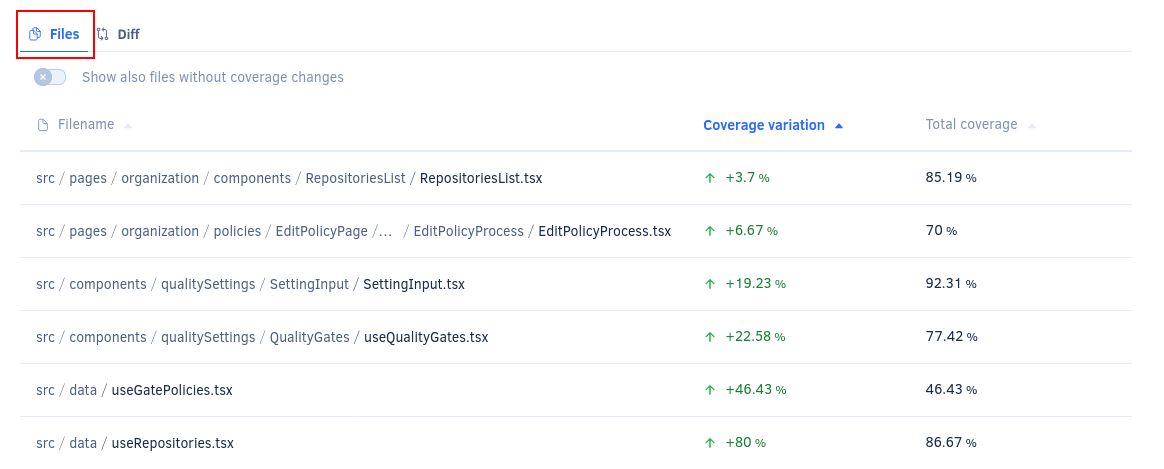 Files Diff
Show also files without coverage changes
Filename Coverage variation Total coverage
src / pages / organization / components / RepositoriesList / RepositoriesList.tsx +3.7 % 85.19 %
src / pages / organization / policies / EditPolicyPage /... / EditPolicyProcess / EditPolicyProcess.tsx +6.67 % 70 %
src / components / qualitySettings / SettingInput / SettingInput.tsx +19.23 % 92.31 %
src / components / qualitySettings / QualityGates / useQualityGates.tsx +22.58 % 77.42 %
src / data / useGatePolicies.tsx +46.43 % 46.43 %
src / data / useRepositories.tsx +80 % 86.67 %